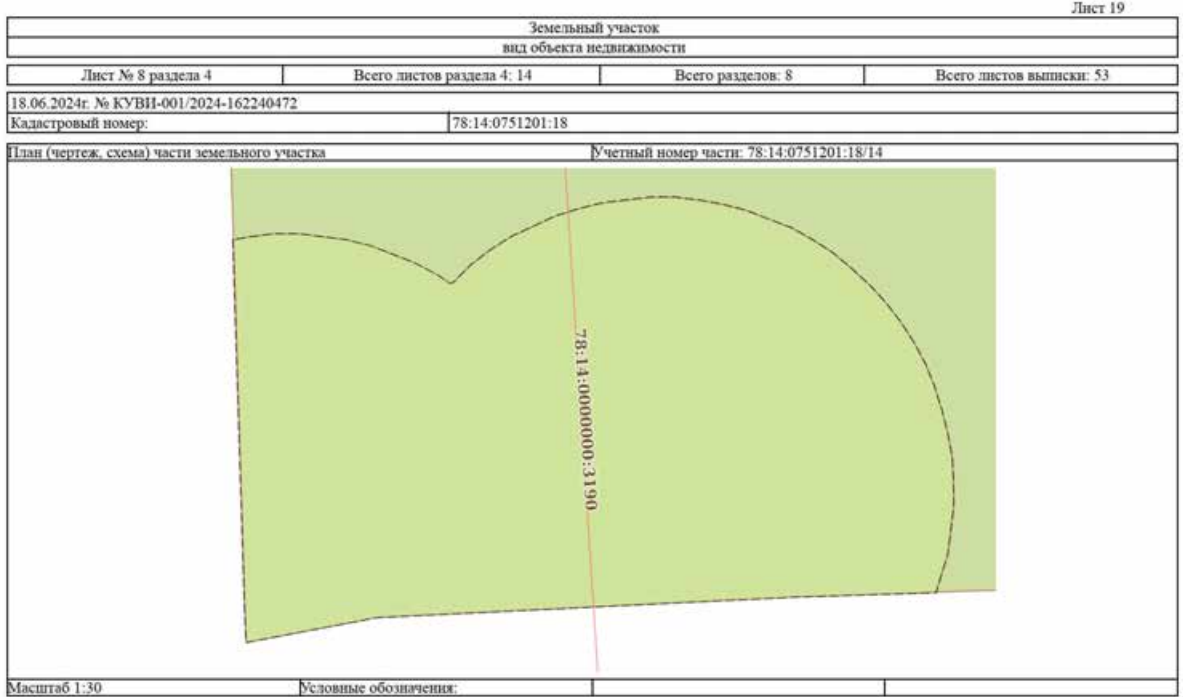 Лист 19
Земельный участок
вид объекта недвижимости
Лист № 8 раздела 4 Всего листов раздела 4: 14 Всего разделов: 8 Всего листов выписки: 53
18.06.2024г. № КУВИ-001/2024-162240472
Кадастровый номер: 78:14:0751201:18
План (чертеж, схема) части земельного участка Учетный номер части: 78:14:0751201:18/14
78:14:0000000:3190
Масштаб 1:30 Условные обозначения: